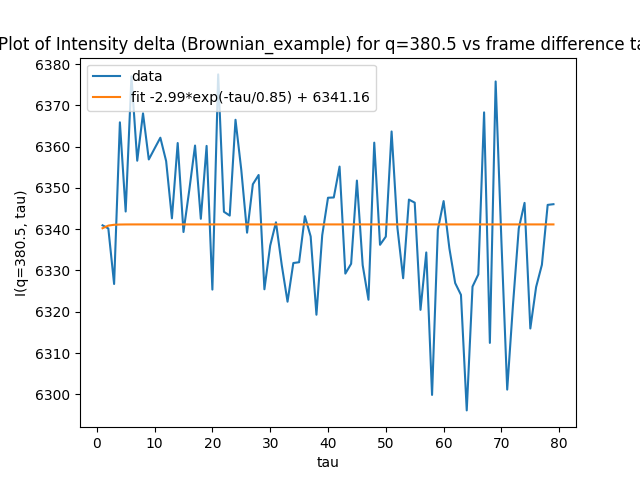 Plot of Intensity delta (Brownian_example) for q=380.5 vs frame difference ta
6380
6370
6360
6350
6340
6330
6320
6310
6300
I(q=380.5, tau)
data
fit -2.99*exp(-tau/0.85) + 6341.16
0 10 20 30 40 50 60 70 80
tau